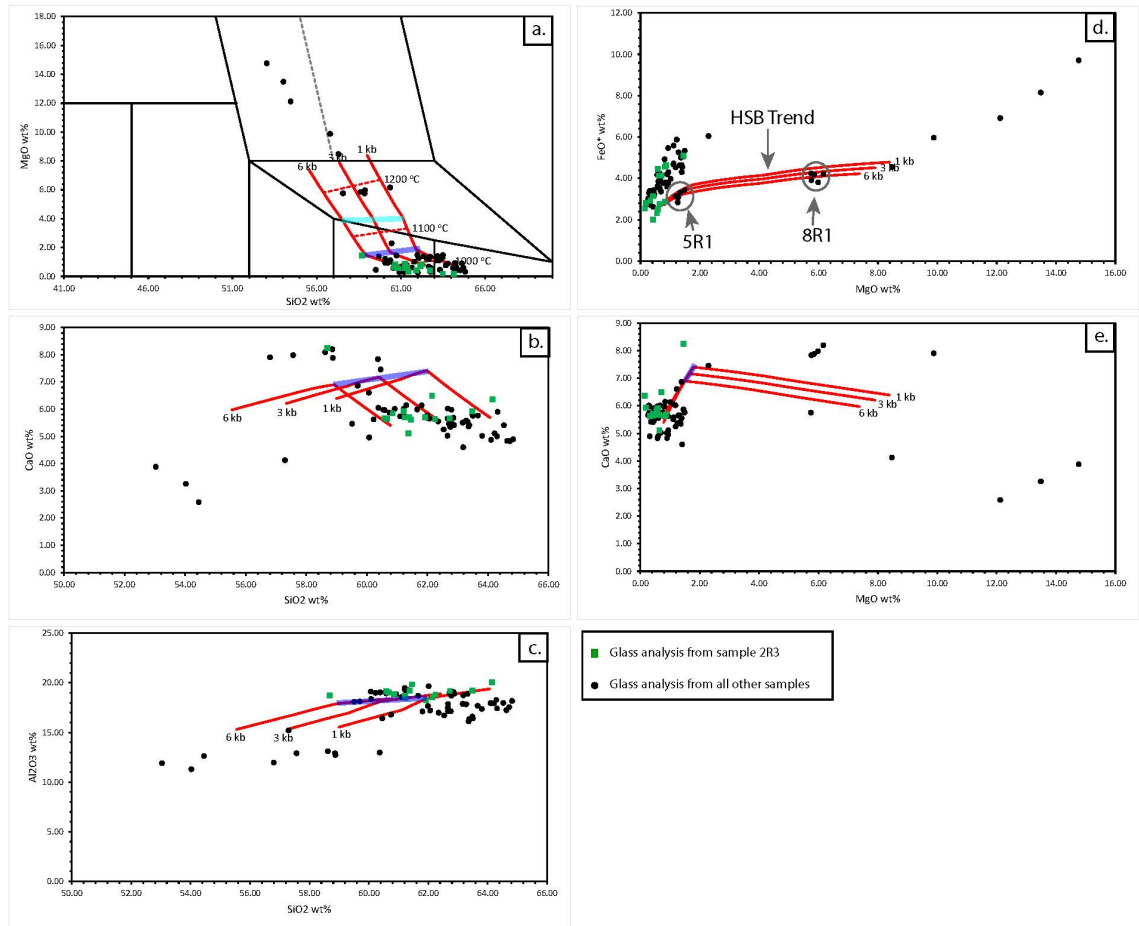 a.
18.00
16.00
14.00
12.00
10.00
8.00
6.00
4.00
2.00
0.00
MgO wt%
6 kb
3 kb
1 kb
1200 °C
1100 °C
1000 °C
41.00 46.00 51.00 56.00 61.00 66.00
SiO2 wt%
d.
12.00
10.00
8.00
6.00
4.00
2.00
0.00
FeO* wt%
HSB Trend
1 kb
3 kb
6 kb
5R1
8R1
0.00 2.00 4.00 6.00 8.00 10.00 12.00 14.00 16.00
MgO wt%
b.
9.00
8.00
7.00
6.00
5.00
4.00
3.00
2.00
1.00
0.00
CaO wt%
6 kb
3 kb
1 kb
50.00 52.00 54.00 56.00 58.00 60.00 62.00 64.00 66.00
SiO2 wt%
e.
9.00
8.00
7.00
6.00
5.00
4.00
3.00
2.00
1.00
0.00
CaO wt%
1 kb
3 kb
6 kb
0.00 2.00 4.00 6.00 8.00 10.00 12.00 14.00 16.00
MgO wt%
c.
25.00
20.00
15.00
10.00
5.00
0.00
Al2O3 wt%
6 kb
3 kb
1 kb
50.00 52.00 54.00 56.00 58.00 60.00 62.00 64.00 66.00
SiO2 wt%
Glass analysis from sample 2R3
Glass analysis from all other samples